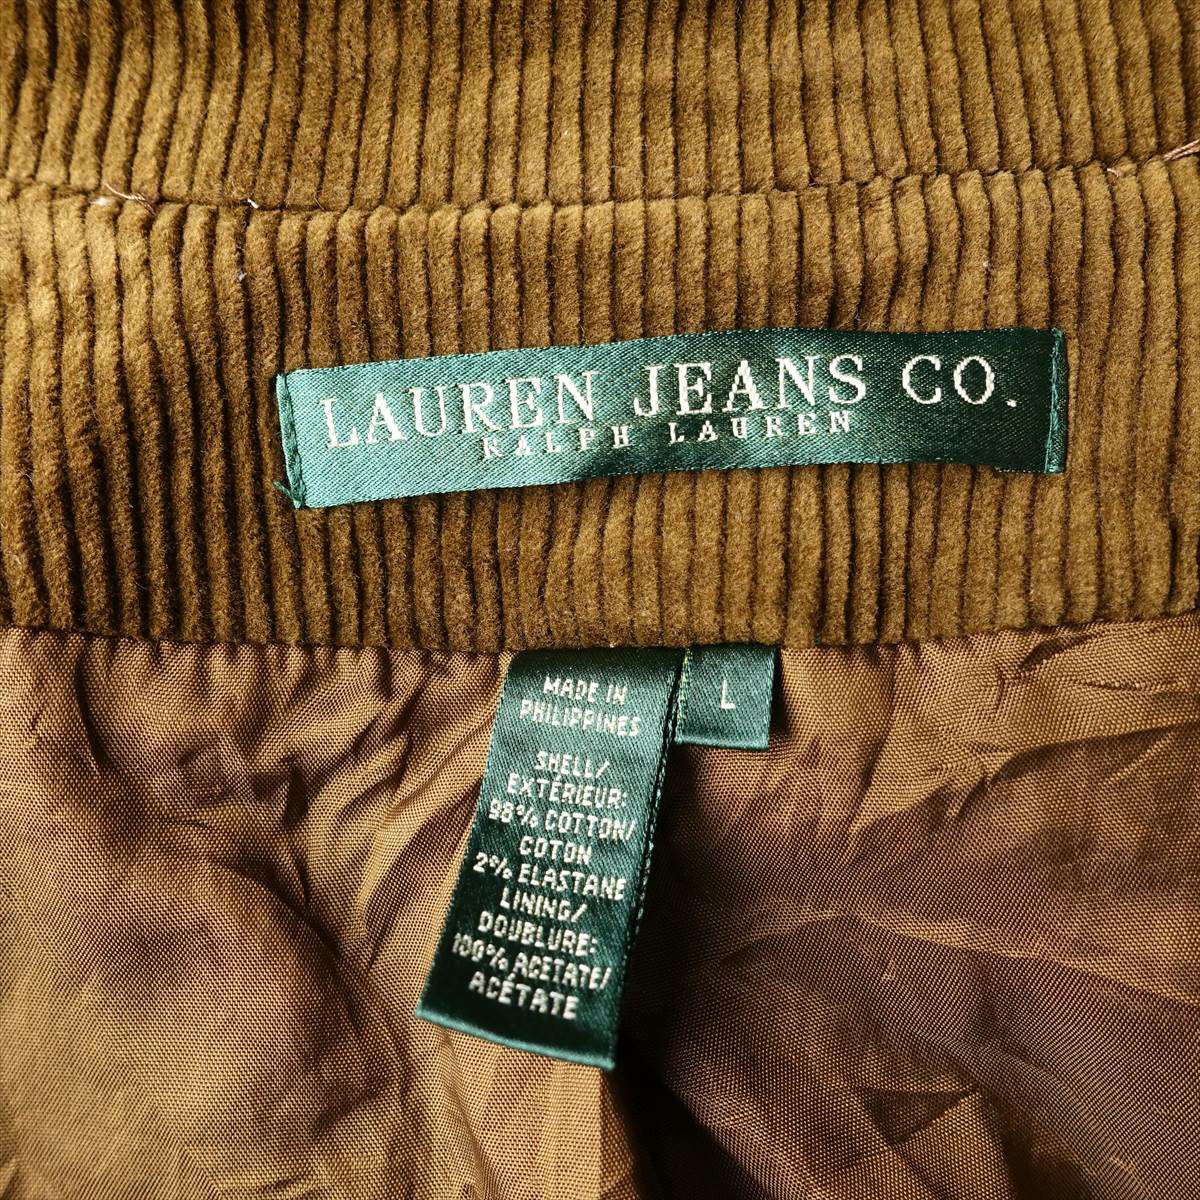 LAUREN JEANS CO.
RALPH LAUREN
L
MADE IN
PHILIPPINES
SHELL/
EXTÉRIEUR:
98% COTTON/
COTON
2% ELASTANE
LINING/
DOUBLURE:
100% ACETATE/
ACÉTATE